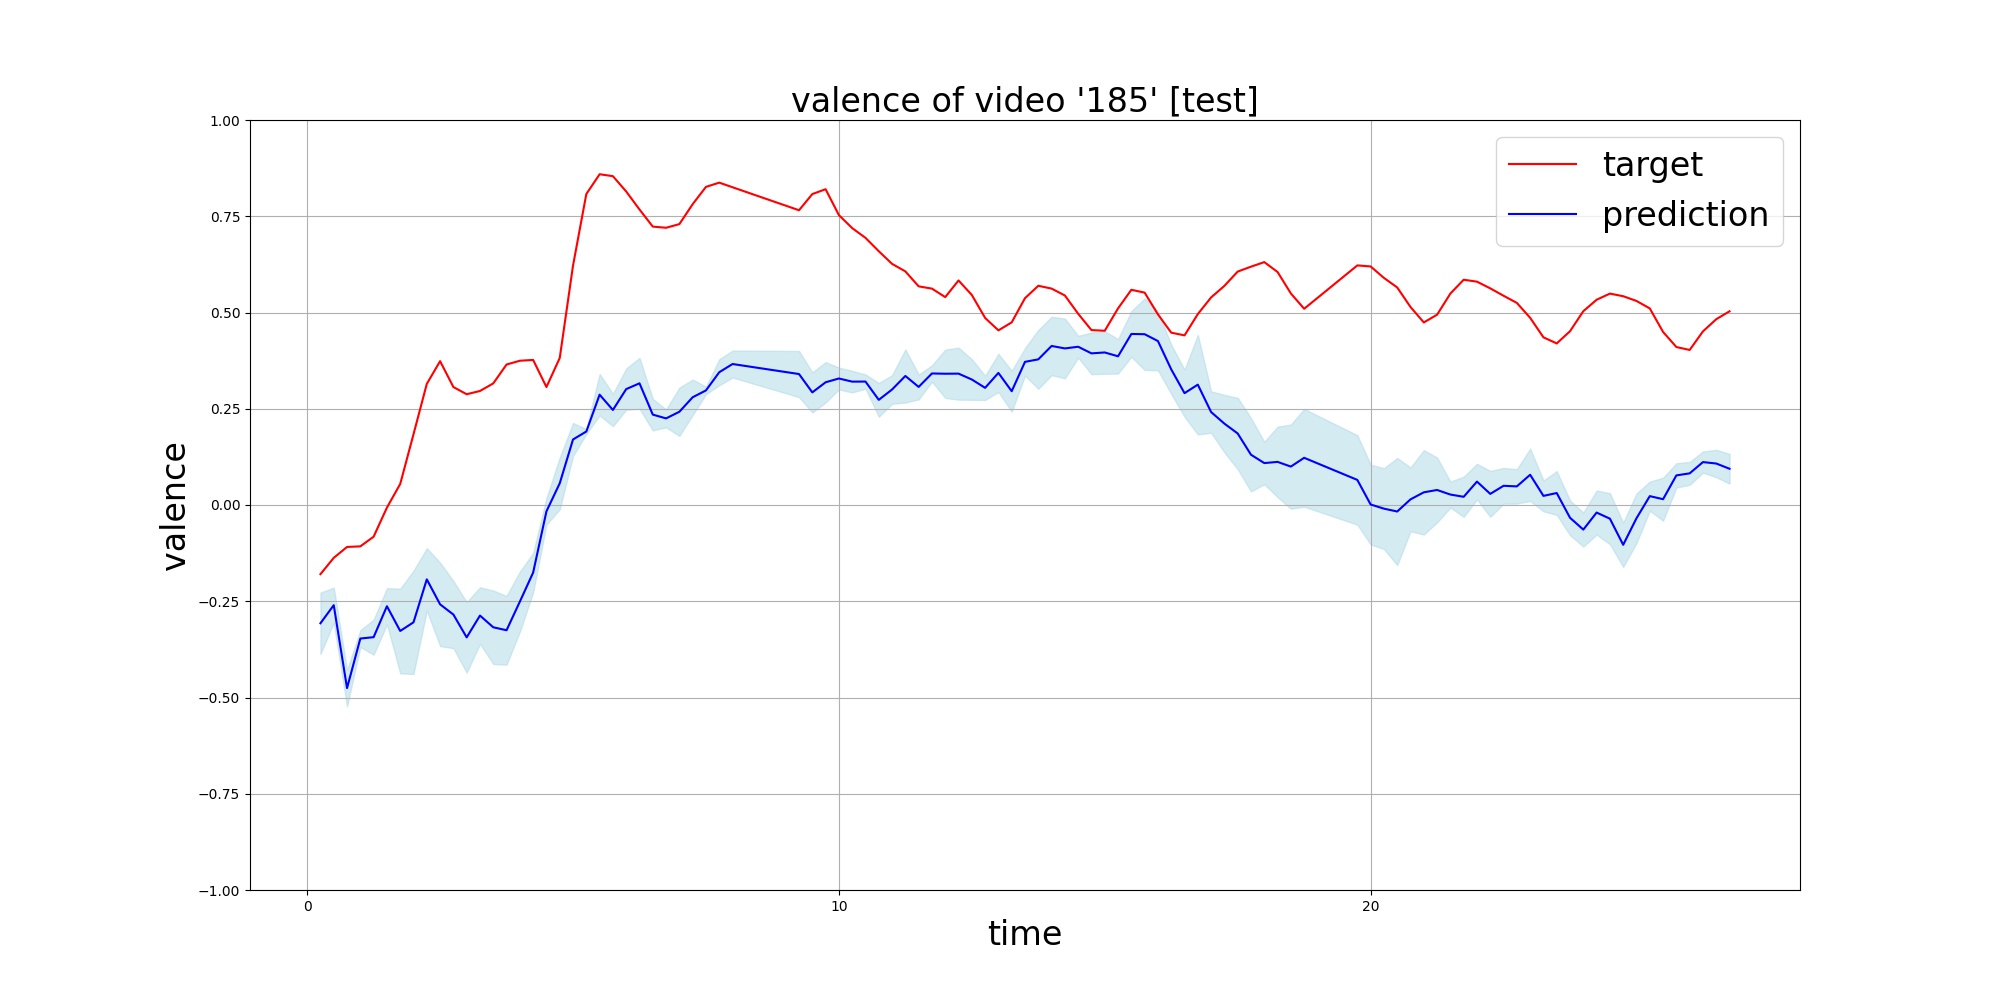 valence of video '185' [test]
1.00
0.75
0.50
0.25
0.00
−0.25
−0.50
−0.75
−1.00
valence
0 10 20
time
target
prediction